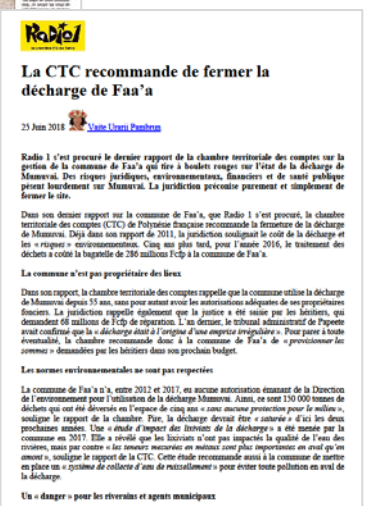 Radio1
La CTC recommande de fermer la
décharge de Faa'a
25 Juin 2018 Vaite Urarii Pambrun
Radio 1 s'est procuré le dernier rapport de la chambre territoriale des comptes sur la
gestion de la commune de Faa'a qui tire à boulets rouges sur l'état de la décharge de
Mumuvai. Des risques juridiques, environnementaux, financiers et de santé publique
pèsent lourdement sur Mumuvai. La juridiction préconise purement et simplement de
fermer le site.
Dans son dernier rapport sur la commune de Faa'a, que Radio 1 s'est procuré, la chambre
territoriale des comptes (CTC) de Polynésie française recommande la fermeture de la décharge
de Mumuvai. Déjà dans son rapport de 2011, la juridiction soulignait le coût de la décharge et
les « risques » environnementaux. Cinq ans plus tard, pour l'année 2016, le traitement des
déchets a coûté la bagatelle de 286 millions Fcfp à la commune de Faa'a.
La commune n'est pas propriétaire des lieux
Dans son rapport, la chambre territoriale des comptes rappelle que la commune utilise la décharge
de Mumuvai depuis 55 ans, sans pour autant avoir les autorisations adéquates de ses propriétaires
fonciers. La juridiction rappelle également que la justice a été saisie par les héritiers, qui
demandent 68 millions de Fcfp de réparation. L'an dernier, le tribunal administratif de Papeete
avait confirmé que la « décharge était à l'origine d'une emprise irrégulière ». Pour parer à toute
éventualité, la chambre recommande donc à la commune de Faa'a de « provisionner les
sommes » demandées par les héritiers dans son prochain budget.
Les normes environnementales ne sont pas respectées
La commune de Faa'a n'a, entre 2012 et 2017, eu aucune autorisation émanant de la Direction
de l'environnement pour l'utilisation de la décharge Mumuvai. Ainsi, ce sont 150 000 tonnes de
déchets qui ont été déversés en l'espace de cinq ans « sans aucune protection pour le milieu »,
souligne le rapport de la chambre. Pire, la décharge devrait être « saturée » d'ici les deux
prochaines années. Une « étude d'impact des lixiviats de la décharge » a été menée par la
commune en 2017. Elle a révélé que les lixiviats n'ont pas impactés la qualité de l'eau des
rivières, mais par contre « les teneurs mesurées en métaux sont plus importantes en aval qu'en
amont », souligne le rapport de la CTC. Cette étude recommande aussi à la commune de mettre
en place un « système de collecte d'eau de ruissellement » pour éviter toute pollution en aval de
la décharge.
Un « danger » pour les riverains et agents municipaux